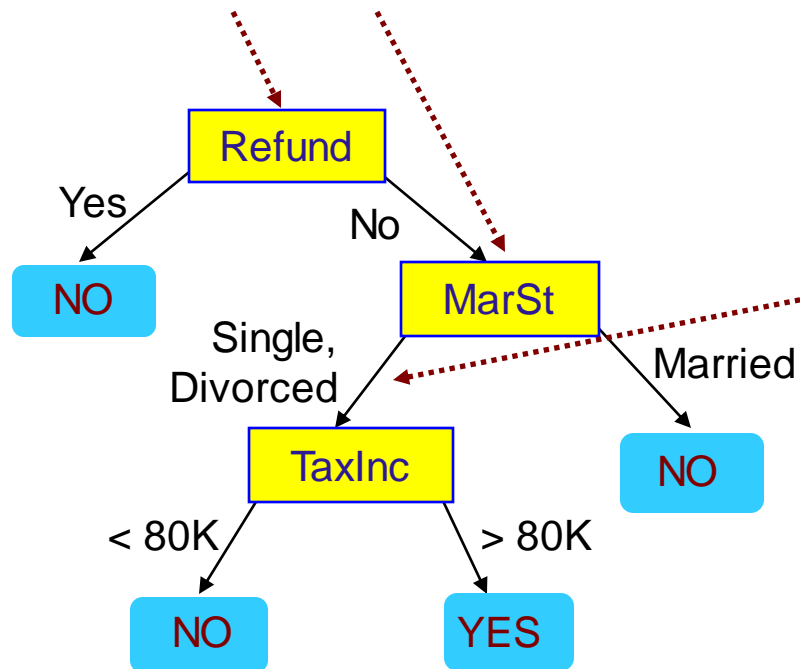 Refund
Yes
No
NO
MarSt
Single,
Divorced
Married
TaxInc
NO
< 80K
> 80K
NO
YES